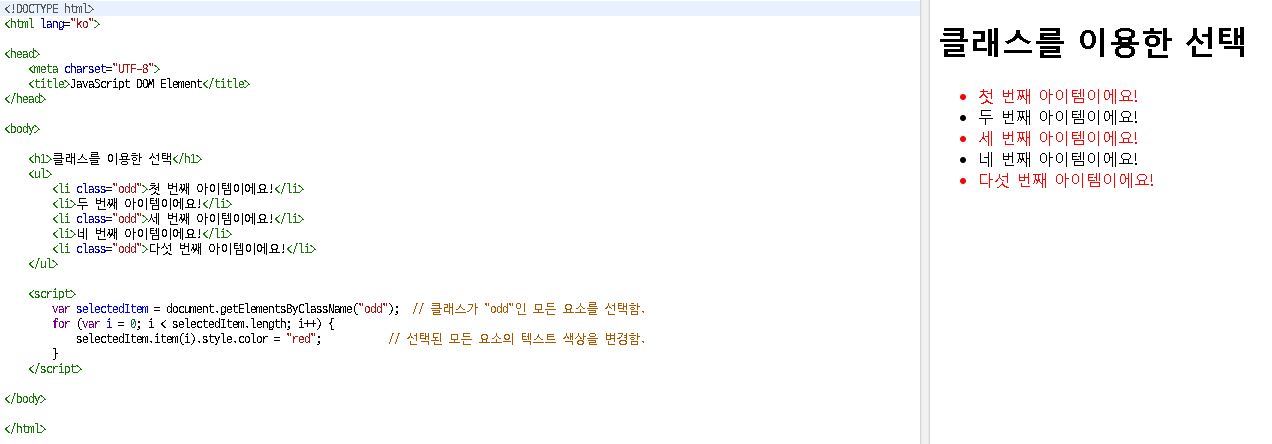 <!DOCTYPE html>
<html lang="ko">
<head>
<meta charset="UTF-8">
<title>JavaScript DOM Element</title>
</head>
<body>
<h1>클래스를 이용한 선택</h1>
<ul>
<li class="odd">첫 번째 아이템이에요!</li>
<li>두 번째 아이템이에요!</li>
<li class="odd">세 번째 아이템이에요!</li>
<li>네 번째 아이템이에요!</li>
<li class="odd">다섯 번째 아이템이에요!</li>
</ul>
<script>
var selectedItem = document.getElementsByClassName("odd"); // 클래스가 "odd"인 모든 요소를 선택함.
for (var i = 0; i < selectedItem.length; i++) {
selectedItem.item(i).style.color = "red"; // 선택된 모든 요소의 텍스트 색상을 변경함.
}
</script>
</body>
</html>
클래스를 이용한 선택
• 첫 번째 아이템이에요!
• 두 번째 아이템이에요!
• 세 번째 아이템이에요!
• 네 번째 아이템이에요!
• 다섯 번째 아이템이에요!